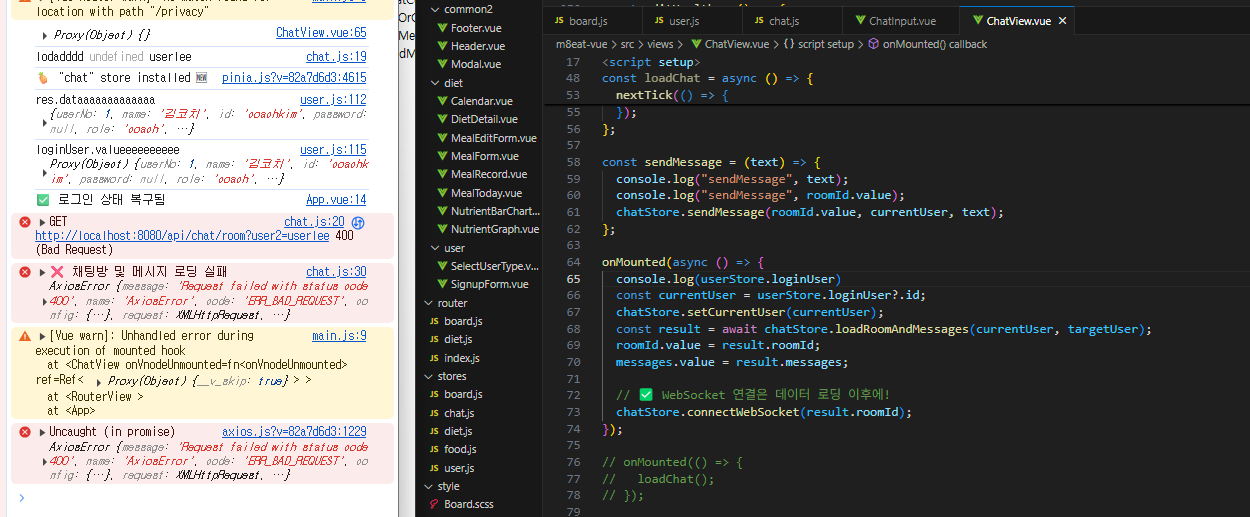 location with path "/privacy"
Proxy(Object) {} ChatView.vue:65
lodadddd undefined userlee chat.js:19
"chat" store installed pinia.js?v=82a7d6d3:4615
res.dataaaaaaaaaaaaa user.js:112
{userNo: 1, name: '김코치', id: 'coachkim', password: null, role: 'coach', …}
loginUser.valueeeeeeeeee user.js:115
Proxy(Object) {userNo: 1, name: '김코치', id: 'coachk
im', password: null, role: 'coach', …}
✅ 로그인 상태 복구됨 App.vue:14
GET chat.js:20
http://localhost:8080/api/chat/room?user2=userlee 400
(Bad Request)
❌ 채팅방 및 메시지 로딩 실패 chat.js:30
AxiosError {message: 'Request failed with status code
400', name: 'AxiosError', code: 'ERR_BAD_REQUEST', co
nfig: {…}, request: XMLHttpRequest, …}
[Vue warn]: Unhandled error during main.js:9
execution of mounted hook
at <ChatView onVnodeUnmounted=fn<onVnodeUnmounted>
ref=Ref< Proxy(Object) {__v_skip: true} > >
at <RouterView >
at <App>
Uncaught (in promise) axios.js?v=82a7d6d3:1229
AxiosError {message: 'Request failed with status code
400', name: 'AxiosError', code: 'ERR_BAD_REQUEST', co
nfig: {…}, request: XMLHttpRequest, …}
common2
Footer.vue
Header.vue
Modal.vue
diet
Calendar.vue
DietDetail.vue
MealEditForm.vue
MealForm.vue
MealRecord.vue
MealToday.vue
NutrientBarChart...
NutrientGraph.vue
user
SelectUserType.v...
SignupForm.vue
router
board.js
diet.js
index.js
stores
board.js
chat.js
diet.js
food.js
user.js
style
Board.scss
board.js user.js chat.js ChatInput.vue ChatView.vue
m8eat-vue > src > views > ChatView.vue > {} script setup > onMounted() callback
17 <script setup>
48 const loadChat = async () => {
53 nextTick(() => {
55 });
56 };
57
58 const sendMessage = (text) => {
59 console.log("sendMessage", text);
60 console.log("sendMessage", roomId.value);
61 chatStore.sendMessage(roomId.value, currentUser, text);
62 };
63
64 onMounted(async () => {
65 console.log(userStore.loginUser)
66 const currentUser = userStore.loginUser?.id;
67 chatStore.setCurrentUser(currentUser);
68 const result = await chatStore.loadRoomAndMessages(currentUser, targetUser);
69 roomId.value = result.roomId;
70 messages.value = result.messages;
71
72 // ✅ WebSocket 연결은 데이터 로딩 이후에!
73 chatStore.connectWebSocket(result.roomId);
74 });
75
76 // onMounted(() => {
77 // loadChat();
78 // });
79